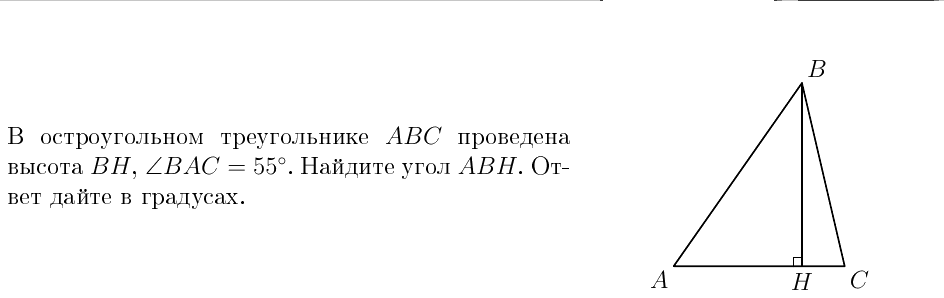 В остроугольном треугольнике ABC проведена
высота BH, ∠BAC = 55°. Найдите угол ABH. От-
вет дайте в градусах.
B
A
H
C